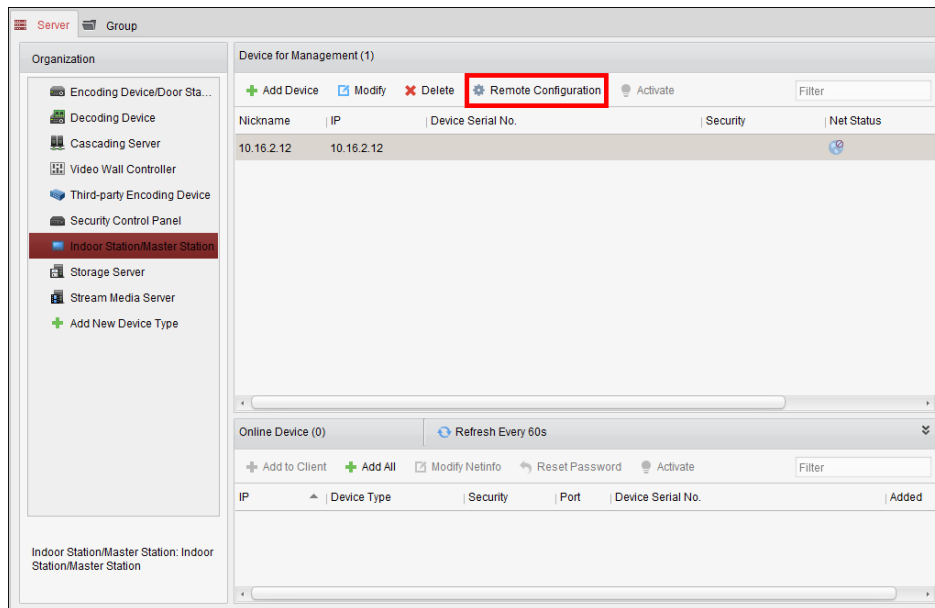 Server Group
Organization
Encoding Device/Door Sta...
Decoding Device
Cascading Server
Video Wall Controller
Third-party Encoding Device
Security Control Panel
Indoor Station/Master Station
Storage Server
Stream Media Server
Add New Device Type
Indoor Station/Master Station: Indoor
Station/Master Station
Device for Management (1)
Add Device Modify Delete Remote Configuration Activate Filter
Nickname IP Device Serial No. Security Net Status
10.16.2.12 10.16.2.12
Online Device (0) Refresh Every 60s
Add to Client Add All Modify Netinfo Reset Password Activate Filter
IP Device Type Security Port Device Serial No. Added